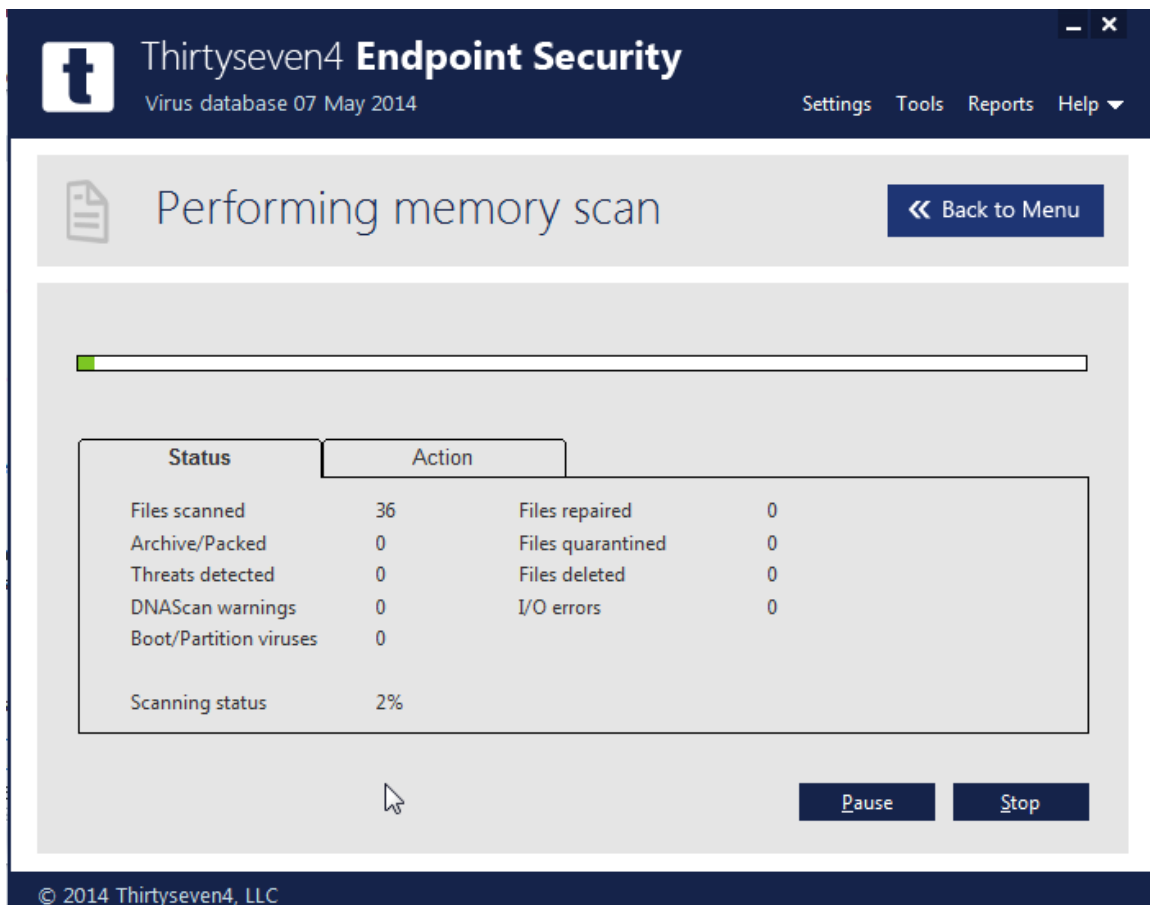 t
Thirtyseven4 Endpoint Security
Virus database 07 May 2014
Settings Tools Reports Help
Performing memory scan
Back to Menu
Status Action
Files scanned 36 Files repaired 0
Archive/Packed 0 Files quarantined 0
Threats detected 0 Files deleted 0
DNAScan warnings 0 I/O errors 0
Boot/Partition viruses 0
Scanning status 2%
Pause Stop
© 2014 Thirtyseven4, LLC